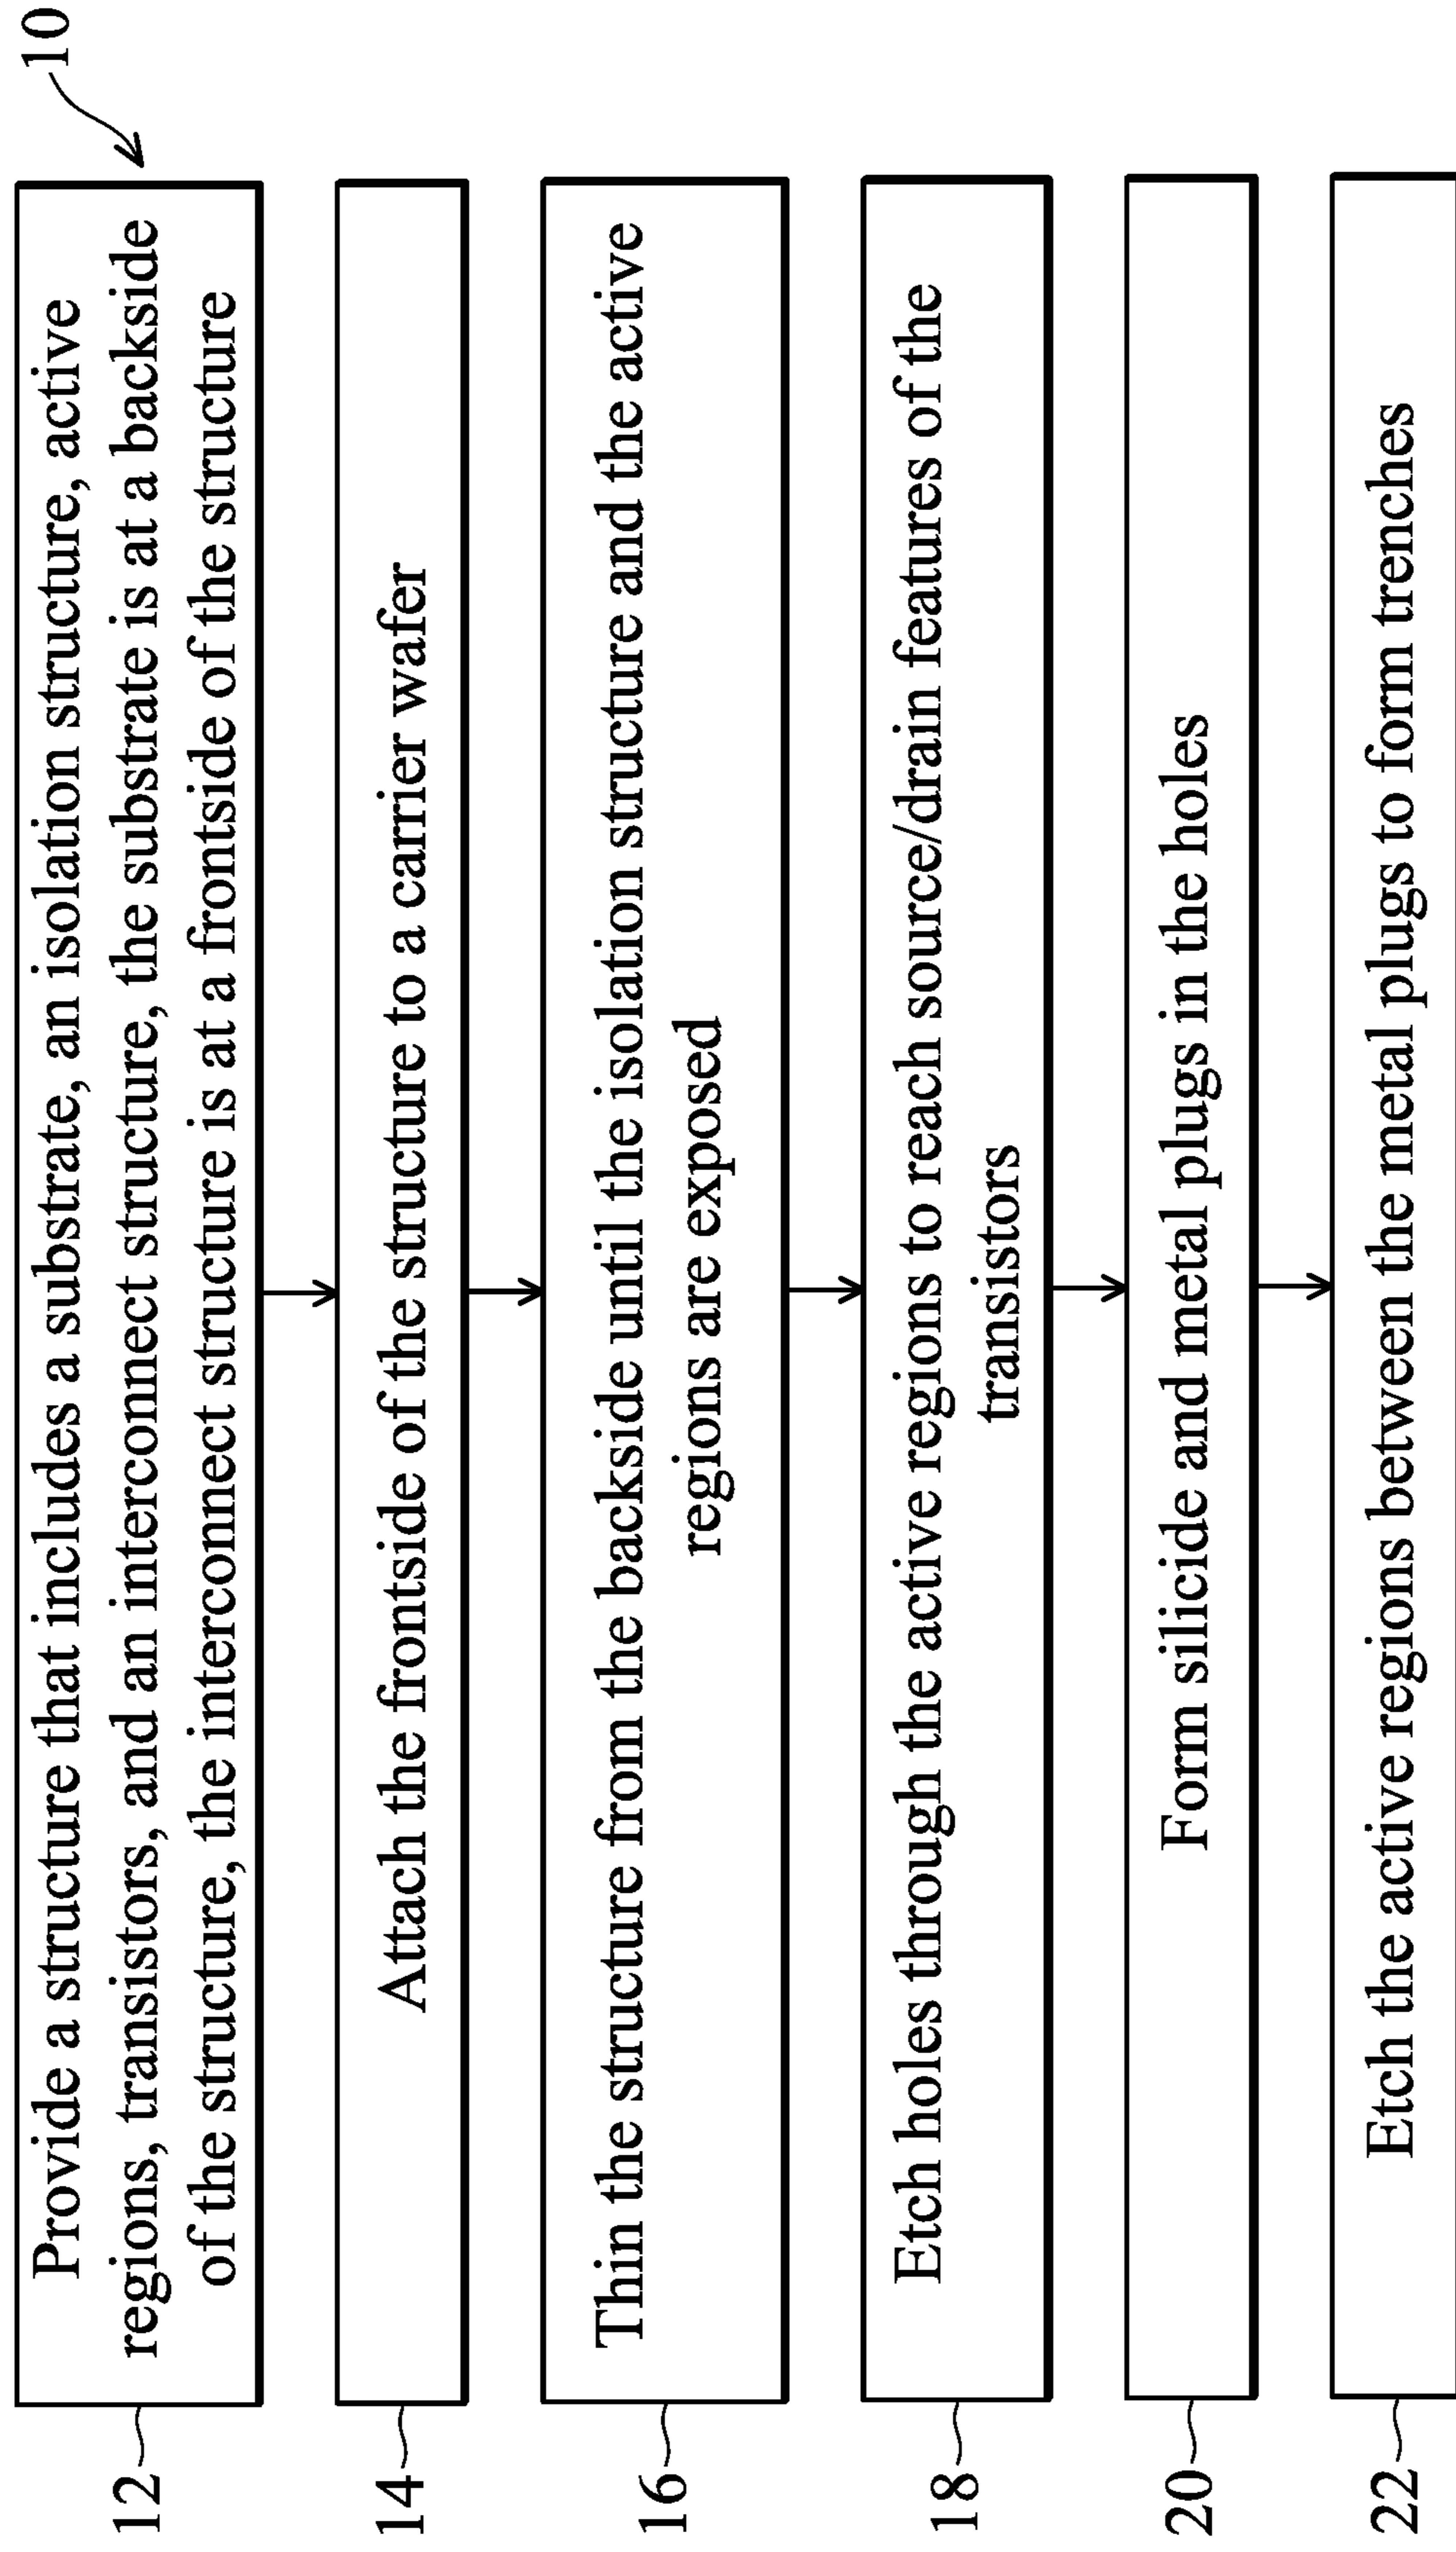 10
Provide a structure that includes a substrate, an isolation structure, active
regions, transistors, and an interconnect structure, the substrate is at a backside
of the structure, the interconnect structure is at a frontside of the structure
12
Attach the frontside of the structure to a carrier wafer
14
Thin the structure from the backside until the isolation structure and the active
regions are exposed
16
Etch holes through the active regions to reach source/drain features of the
transistors
18
Form silicide and metal plugs in the holes
20
Etch the active regions between the metal plugs to form trenches
22